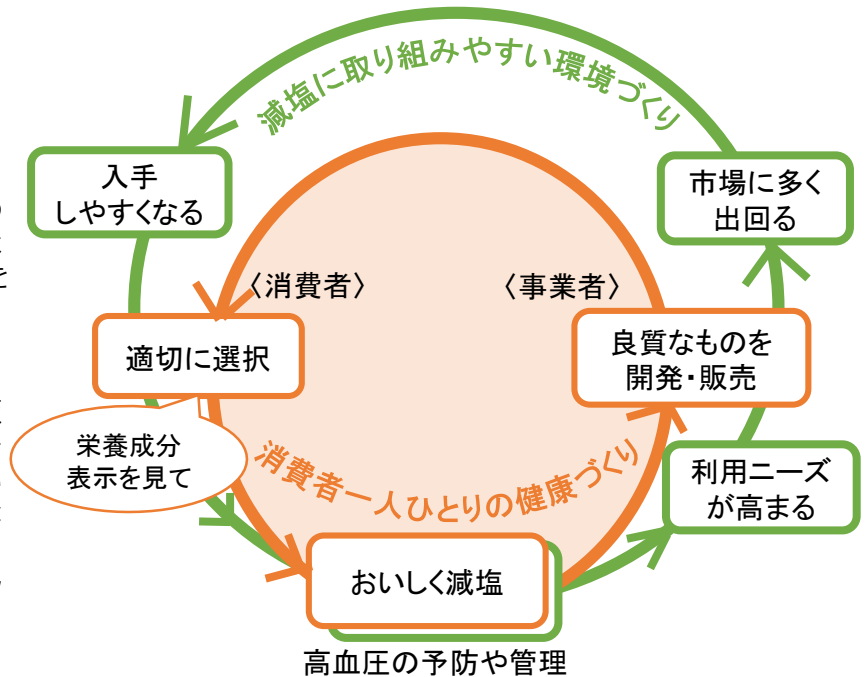 減塩に取り組みやすい環境づくり
入手
しやすくなる
市場に多く
出回る
〈消費者〉
〈事業者〉
適切に選択
良質なものを
開発・販売
栄養成分
表示を見て
消費者一人ひとりの健康づくり
利用ニーズ
が高まる
おいしく減塩
高血圧の予防や管理